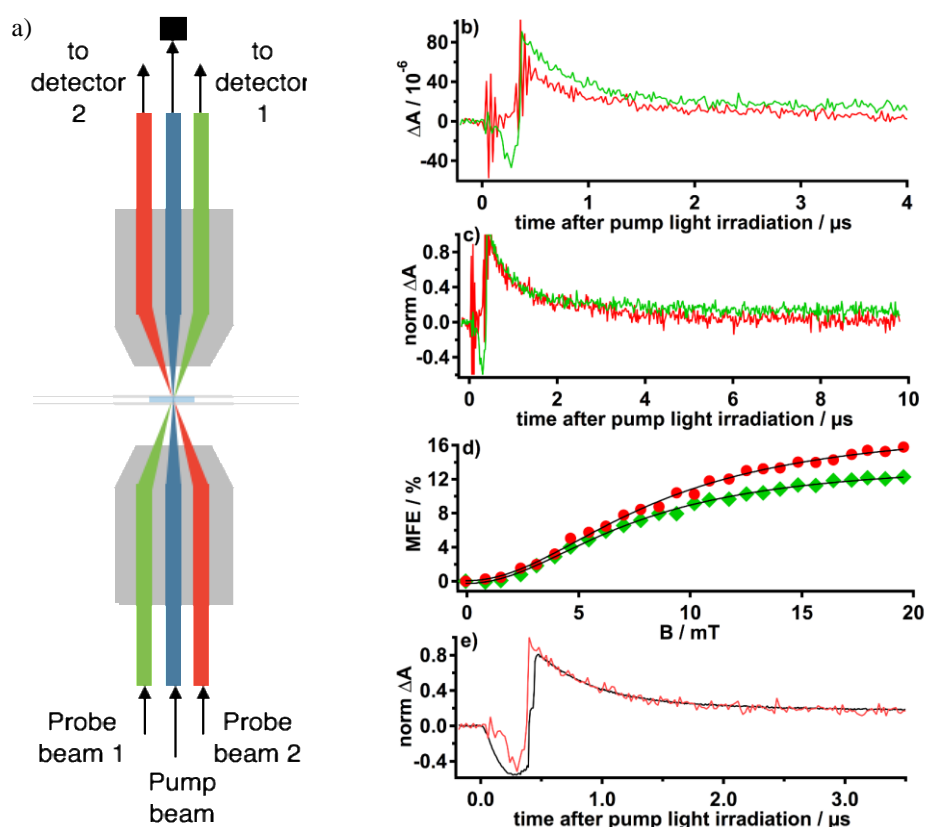 a)
to
detector
2
to
detector
1
Probe
beam 1
Pump
beam
Probe
beam 2
b)
ΔA / 10⁻⁶
80
40
0
-40
0
1
2
3
4
time after pump light irradiation / µs
c)
norm ΔA
0.8
0.4
0.0
-0.4
0
2
4
6
8
10
time after pump light irradiation / µs
d)
MFE / %
16
12
8
4
0
0
5
10
15
20
B / mT
e)
norm ΔA
0.8
0.4
0.0
-0.4
0.0
1.0
2.0
3.0
time after pump light irradiation / µs